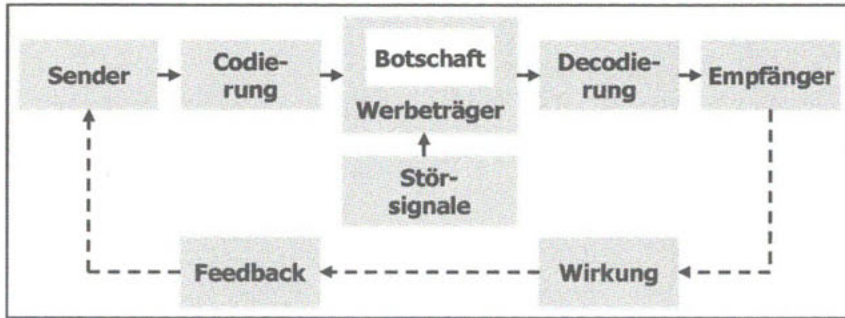 Sender
Codie-
rung
Botschaft
Werbeträger
Decodie-
rung
Empfänger
Stör-
signale
Feedback
Wirkung